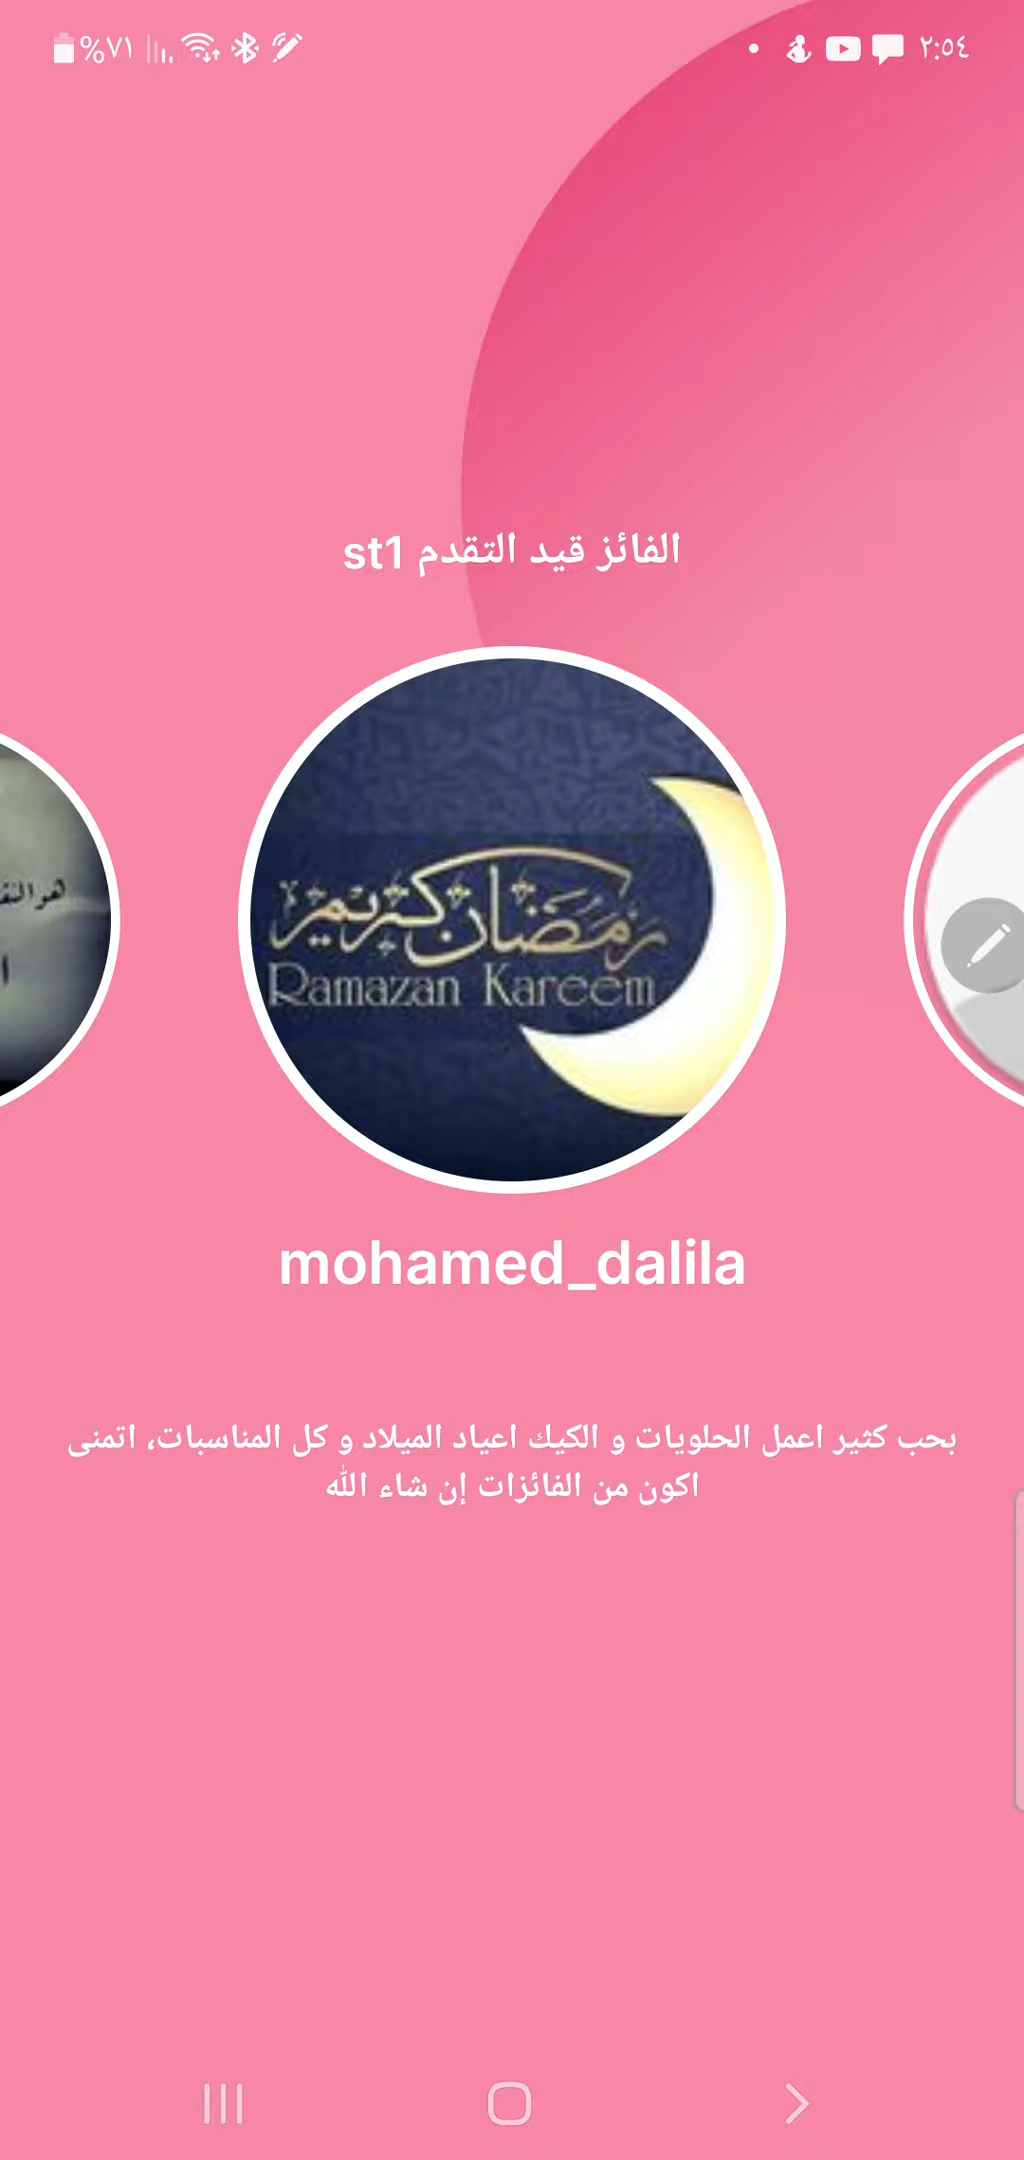 ٢:٥٤
%٧١
الفائز قيد التقدم st1
رمضان كريم
Ramazan Kareem
mohamed_dalila
بحب كثير اعمل الحلويات و الكيك اعياد الميلاد و كل المناسبات، اتمنى
اكون من الفائزات إن شاء الله